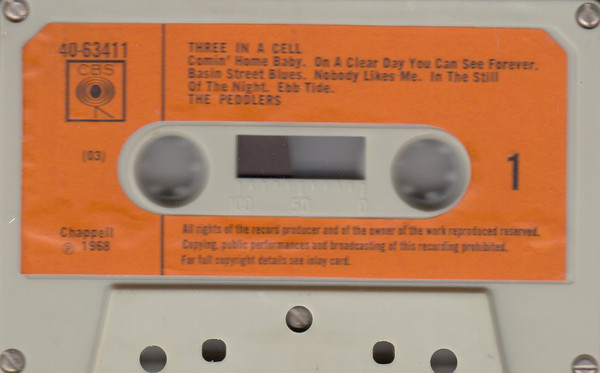 40-63411
CBS
THREE IN A CELL
Comin' Home Baby. On A Clear Day You Can See Forever.
Basin Street Blues. Nobody Likes Me. In The Still
Of The Night. Ebb Tide.
THE PEDDLERS
(03)
1
100 50 0
Chappell
℗ 1968
All rights of the record producer and of the owner of the work reproduced reserved.
Copying, public performances and broadcasting of this recording prohibited.
For full copyright details see inlay card.